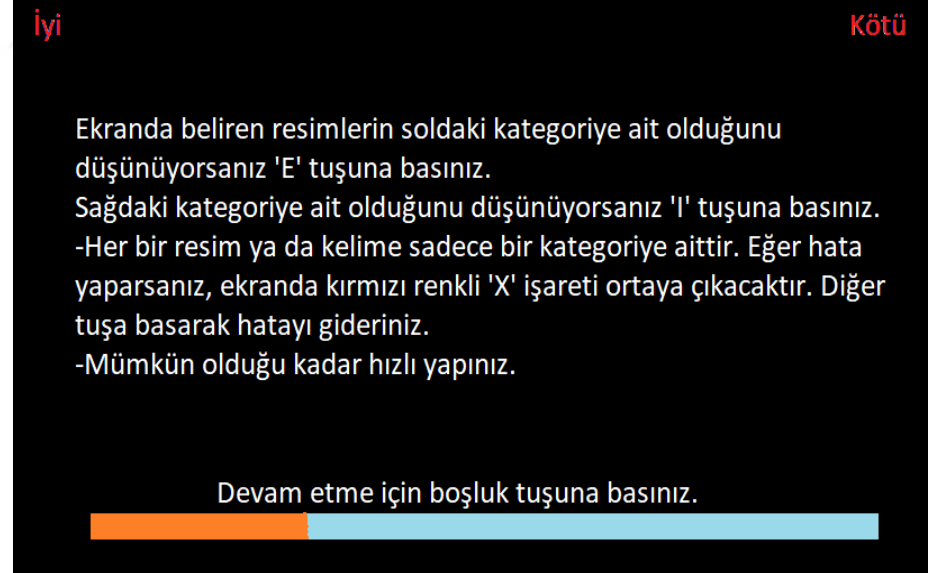 İyi
Kötü
Ekranda beliren resimlerin soldaki kategoriye ait olduğunu
düşünüyorsanız 'E' tuşuna basınız.
Sağdaki kategoriye ait olduğunu düşünüyorsanız 'I' tuşuna basınız.
-Her bir resim ya da kelime sadece bir kategoriye aittir. Eğer hata
yaparsanız, ekranda kırmızı renkli 'X' işareti ortaya çıkacaktır. Diğer
tuşa basarak hatayı gideriniz.
-Mümkün olduğu kadar hızlı yapınız.
Devam etme için boşluk tuşuna basınız.